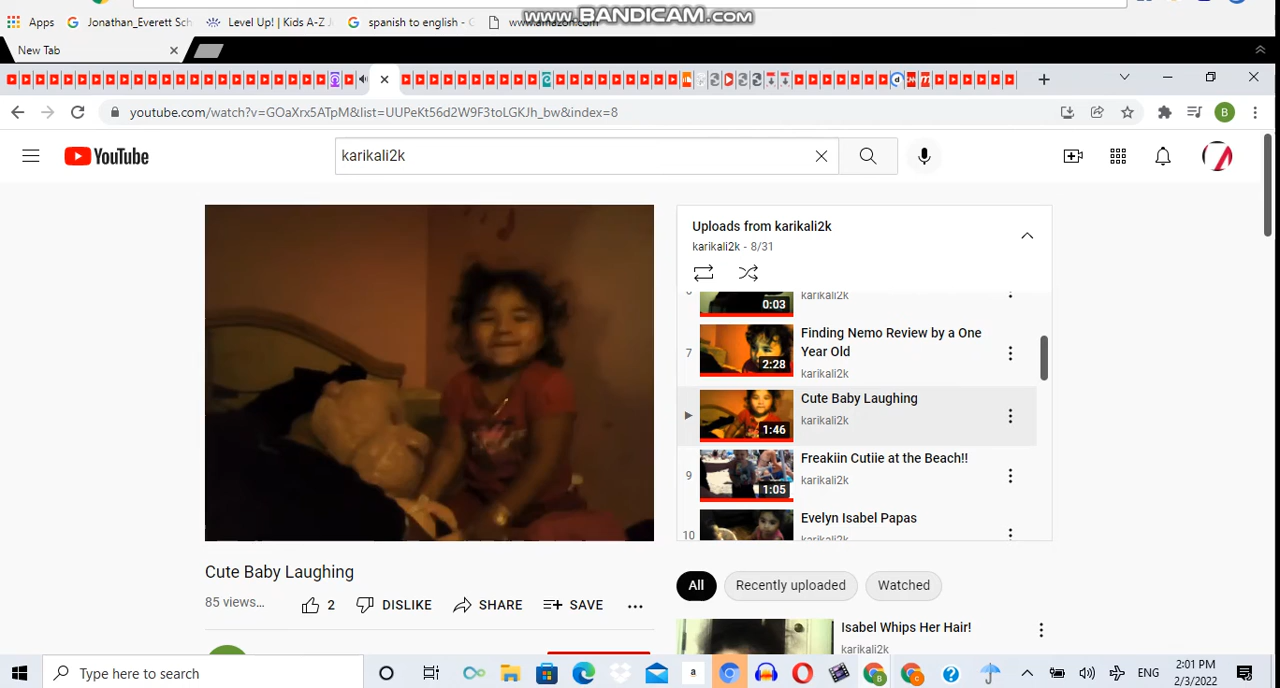 Apps
Jonathan_Everett Sch
Level Up! | Kids A-Z
spanish to english -
www.amazon.com
www.BANDICAM.com
New Tab
youtube.com/watch?v=GOaXrx5ATpM&list=UUPeKt56d2W9F3toLGKJh_bw&index=8
B
YouTube
karikali2k
Uploads from karikali2k
karikali2k - 8/31
0:03
karikali2k
7
2:28
Finding Nemo Review by a One
Year Old
karikali2k
1:46
Cute Baby Laughing
karikali2k
9
1:05
Freakiin Cutiie at the Beach!!
karikali2k
10
Evelyn Isabel Papas
karikali2k
Cute Baby Laughing
85 views...
2
DISLIKE
SHARE
SAVE
All
Recently uploaded
Watched
Isabel Whips Her Hair!
karikali2k
Type here to search
a
ENG
2:01 PM
2/3/2022